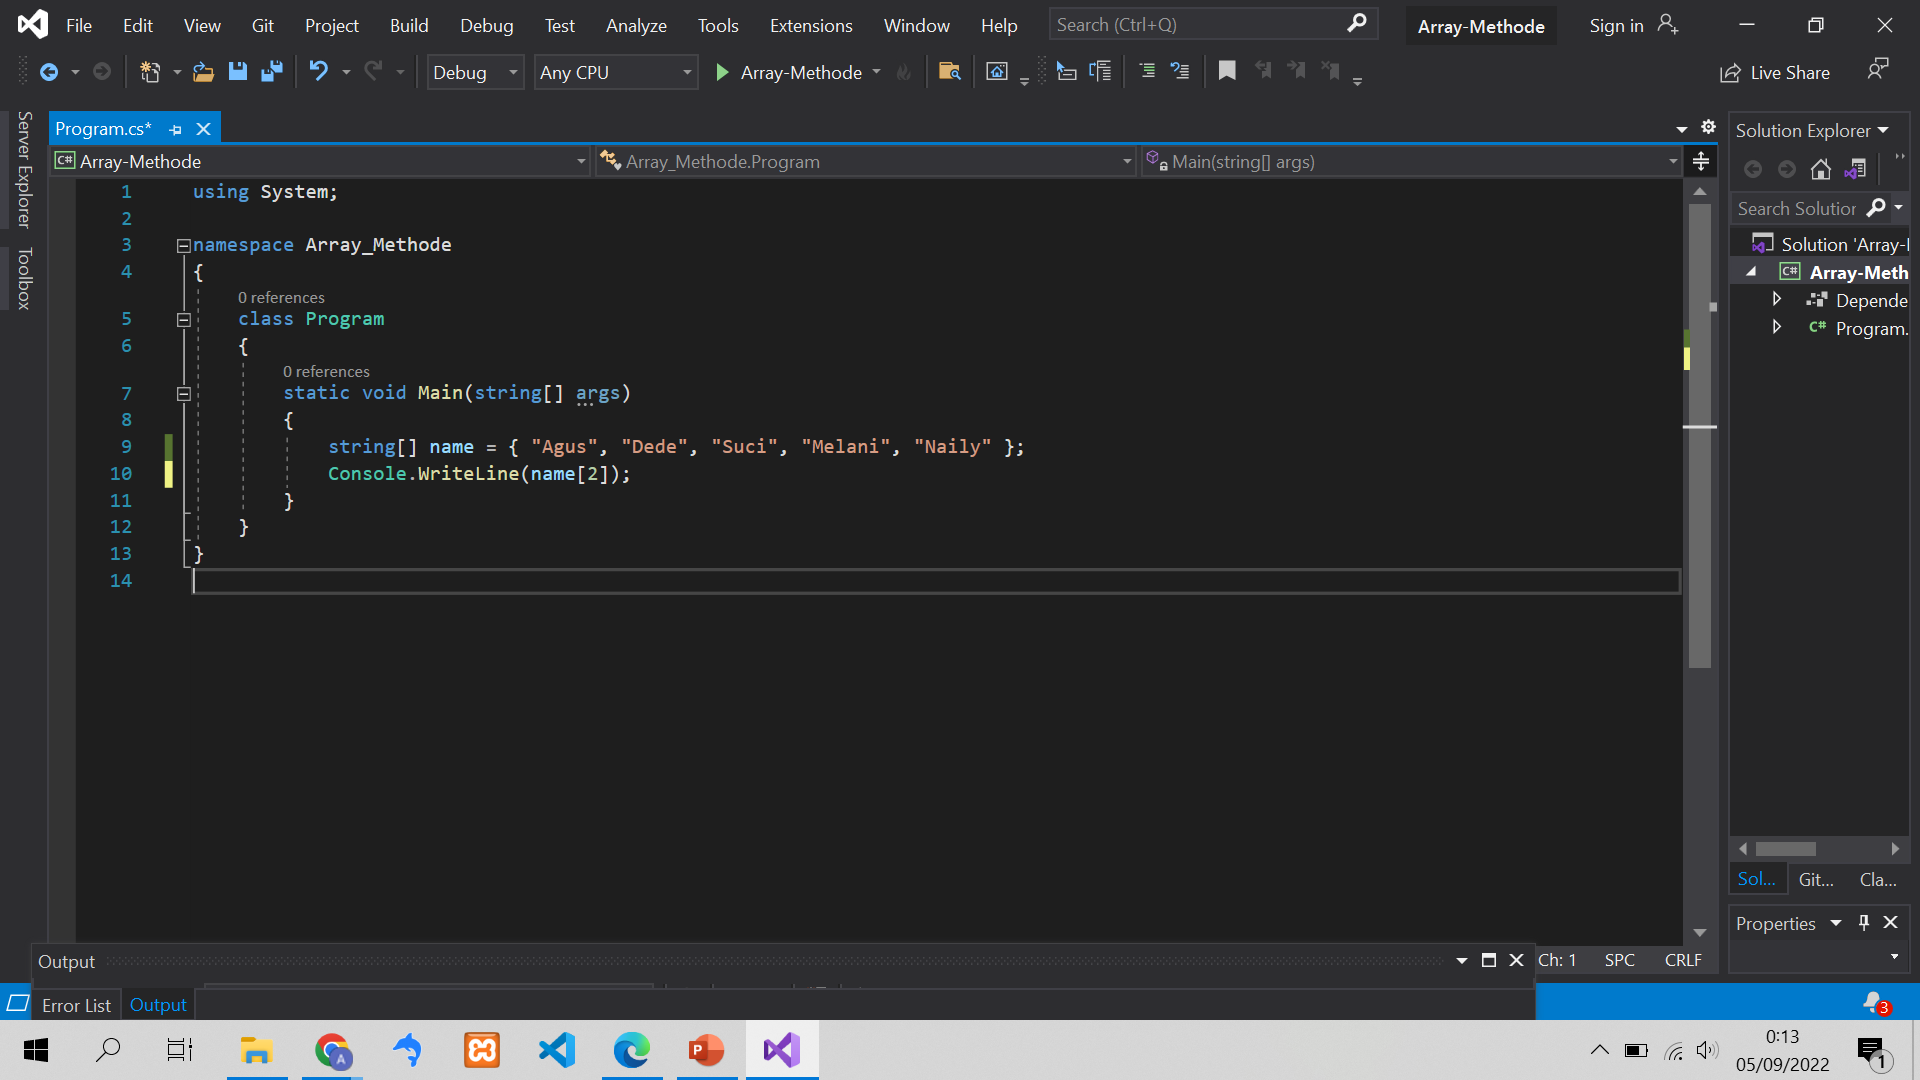 File Edit View Git Project Build Debug Test Analyze Tools Extensions Window Help Search (Ctrl+Q) Array-Methode Sign in
Debug Any CPU Array-Methode Live Share
Server Explorer
Toolbox
Program.cs*
C# Array-Methode Array_Methode.Program Main(string[] args)
1 using System;
2
3 namespace Array_Methode
4 {
0 references
5 class Program
6 {
0 references
7 static void Main(string[] args)
8 {
9 string[] name = { "Agus", "Dede", "Suci", "Melani", "Naily" };
10 Console.WriteLine(name[2]);
11 }
12 }
13 }
14
Solution Explorer
Search Solution
Solution 'Array-
C# Array-Meth
Depende
C# Program.
Sol... Git... Cla...
Properties
Output
Ch: 1 SPC CRLF
Error List Output
3
A
P
0:13
05/09/2022
1